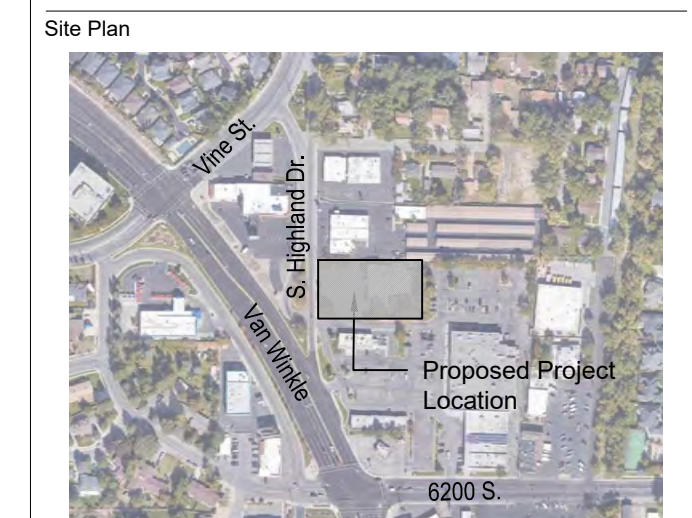 Site Plan
Vine St.
S. Highland Dr.
Van Winkle
Proposed Project
Location
6200 S.